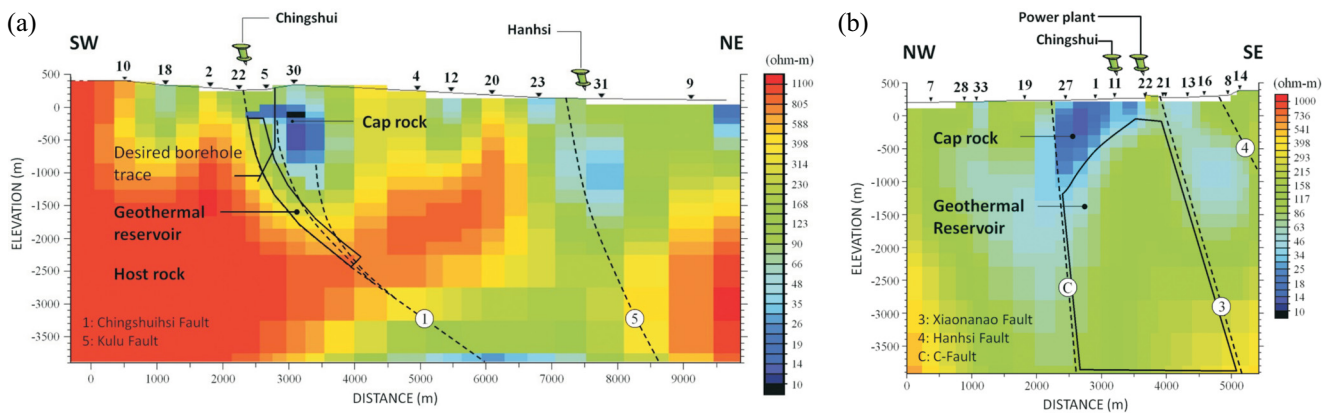 (a)
Chingshui
Hanhsi
SW
NE
10 18 2 22 5 30 4 12 20 23 31 9
(ohm-m)
500
0
-500
-1000
-1500
-2000
-2500
-3000
-3500
ELEVATION (m)
Cap rock
Desired borehole
trace
Geothermal
reservoir
Host rock
1
5
1: Chingshuihsi Fault
5: Kulu Fault
0 1000 2000 3000 4000 5000 6000 7000 8000 9000
DISTANCE (m)
1100
805
588
430
398
314
230
168
123
90
66
48
35
26
19
14
10
(b)
Power plant
Chingshui
NW
SE
7 28 33 19 27 1 11 22 21 13 16 8 14
(ohm-m)
500
0
-500
-1000
-1500
-2000
-2500
-3000
-3500
ELEVATION (m)
Cap rock
Geothermal
Reservoir
4
C
3
3: Xiaonanao Fault
4: Hanhsi Fault
C: C-Fault
0 1000 2000 3000 4000 5000
DISTANCE (m)
1000
736
541
398
293
215
158
117
86
63
46
34
25
18
14
10